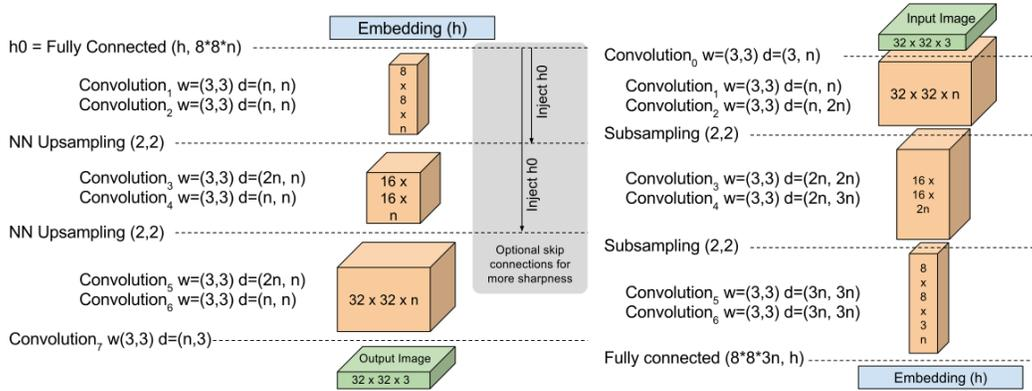 Embedding (h)
h0 = Fully Connected (h, 8*8*n)
Convolution₁ w=(3,3) d=(n, n)
Convolution₂ w=(3,3) d=(n, n)
8
x
8
x
n
NN Upsampling (2,2)
Convolution₃ w=(3,3) d=(2n, n)
Convolution₄ w=(3,3) d=(n, n)
16 x
16 x
n
NN Upsampling (2,2)
Convolution₅ w=(3,3) d=(2n, n)
Convolution₆ w=(3,3) d=(n, n)
32 x 32 x n
Convolution₇ w(3,3) d=(n,3)
Output Image
32 x 32 x 3
Inject h0
Inject h0
Optional skip
connections for
more sharpness
Input Image
32 x 32 x 3
Convolution₀ w=(3,3) d=(3, n)
Convolution₁ w=(3,3) d=(n, n)
Convolution₂ w=(3,3) d=(n, 2n)
32 x 32 x n
Subsampling (2,2)
Convolution₃ w=(3,3) d=(2n, 2n)
Convolution₄ w=(3,3) d=(2n, 3n)
16 x
16 x
2n
Subsampling (2,2)
Convolution₅ w=(3,3) d=(3n, 3n)
Convolution₆ w=(3,3) d=(3n, 3n)
8
x
8
x
3
n
Fully connected (8*8*3n, h)
Embedding (h)